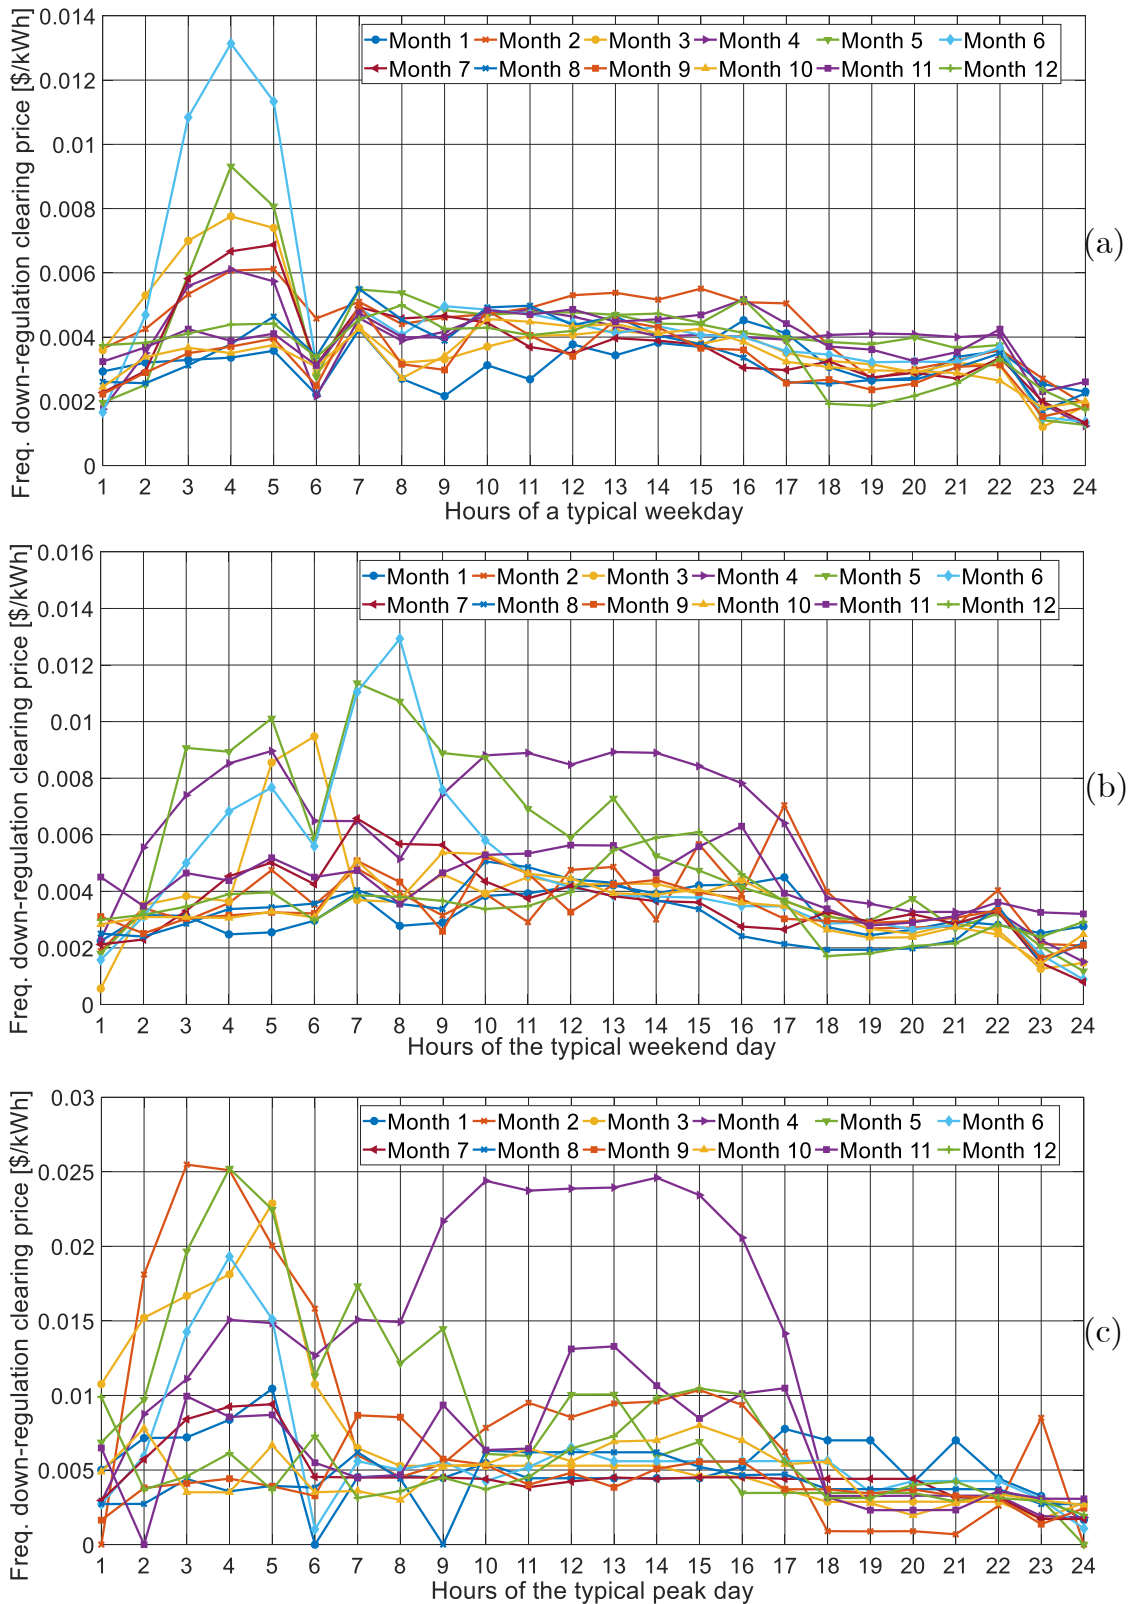 Freq. down-regulation clearing price [$/kWh]
0.014
0.012
0.01
0.008
0.006
0.004
0.002
0
Month 1 Month 2 Month 3 Month 4 Month 5 Month 6
Month 7 Month 8 Month 9 Month 10 Month 11 Month 12
1 2 3 4 5 6 7 8 9 10 11 12 13 14 15 16 17 18 19 20 21 22 23 24
Hours of a typical weekday
(a)
Freq. down-regulation clearing price [$/kWh]
0.016
0.014
0.012
0.01
0.008
0.006
0.004
0.002
0
Month 1 Month 2 Month 3 Month 4 Month 5 Month 6
Month 7 Month 8 Month 9 Month 10 Month 11 Month 12
1 2 3 4 5 6 7 8 9 10 11 12 13 14 15 16 17 18 19 20 21 22 23 24
Hours of the typical weekend day
(b)
Freq. down-regulation clearing price [$/kWh]
0.03
0.025
0.02
0.015
0.01
0.005
0
Month 1 Month 2 Month 3 Month 4 Month 5 Month 6
Month 7 Month 8 Month 9 Month 10 Month 11 Month 12
1 2 3 4 5 6 7 8 9 10 11 12 13 14 15 16 17 18 19 20 21 22 23 24
Hours of the typical peak day
(c)